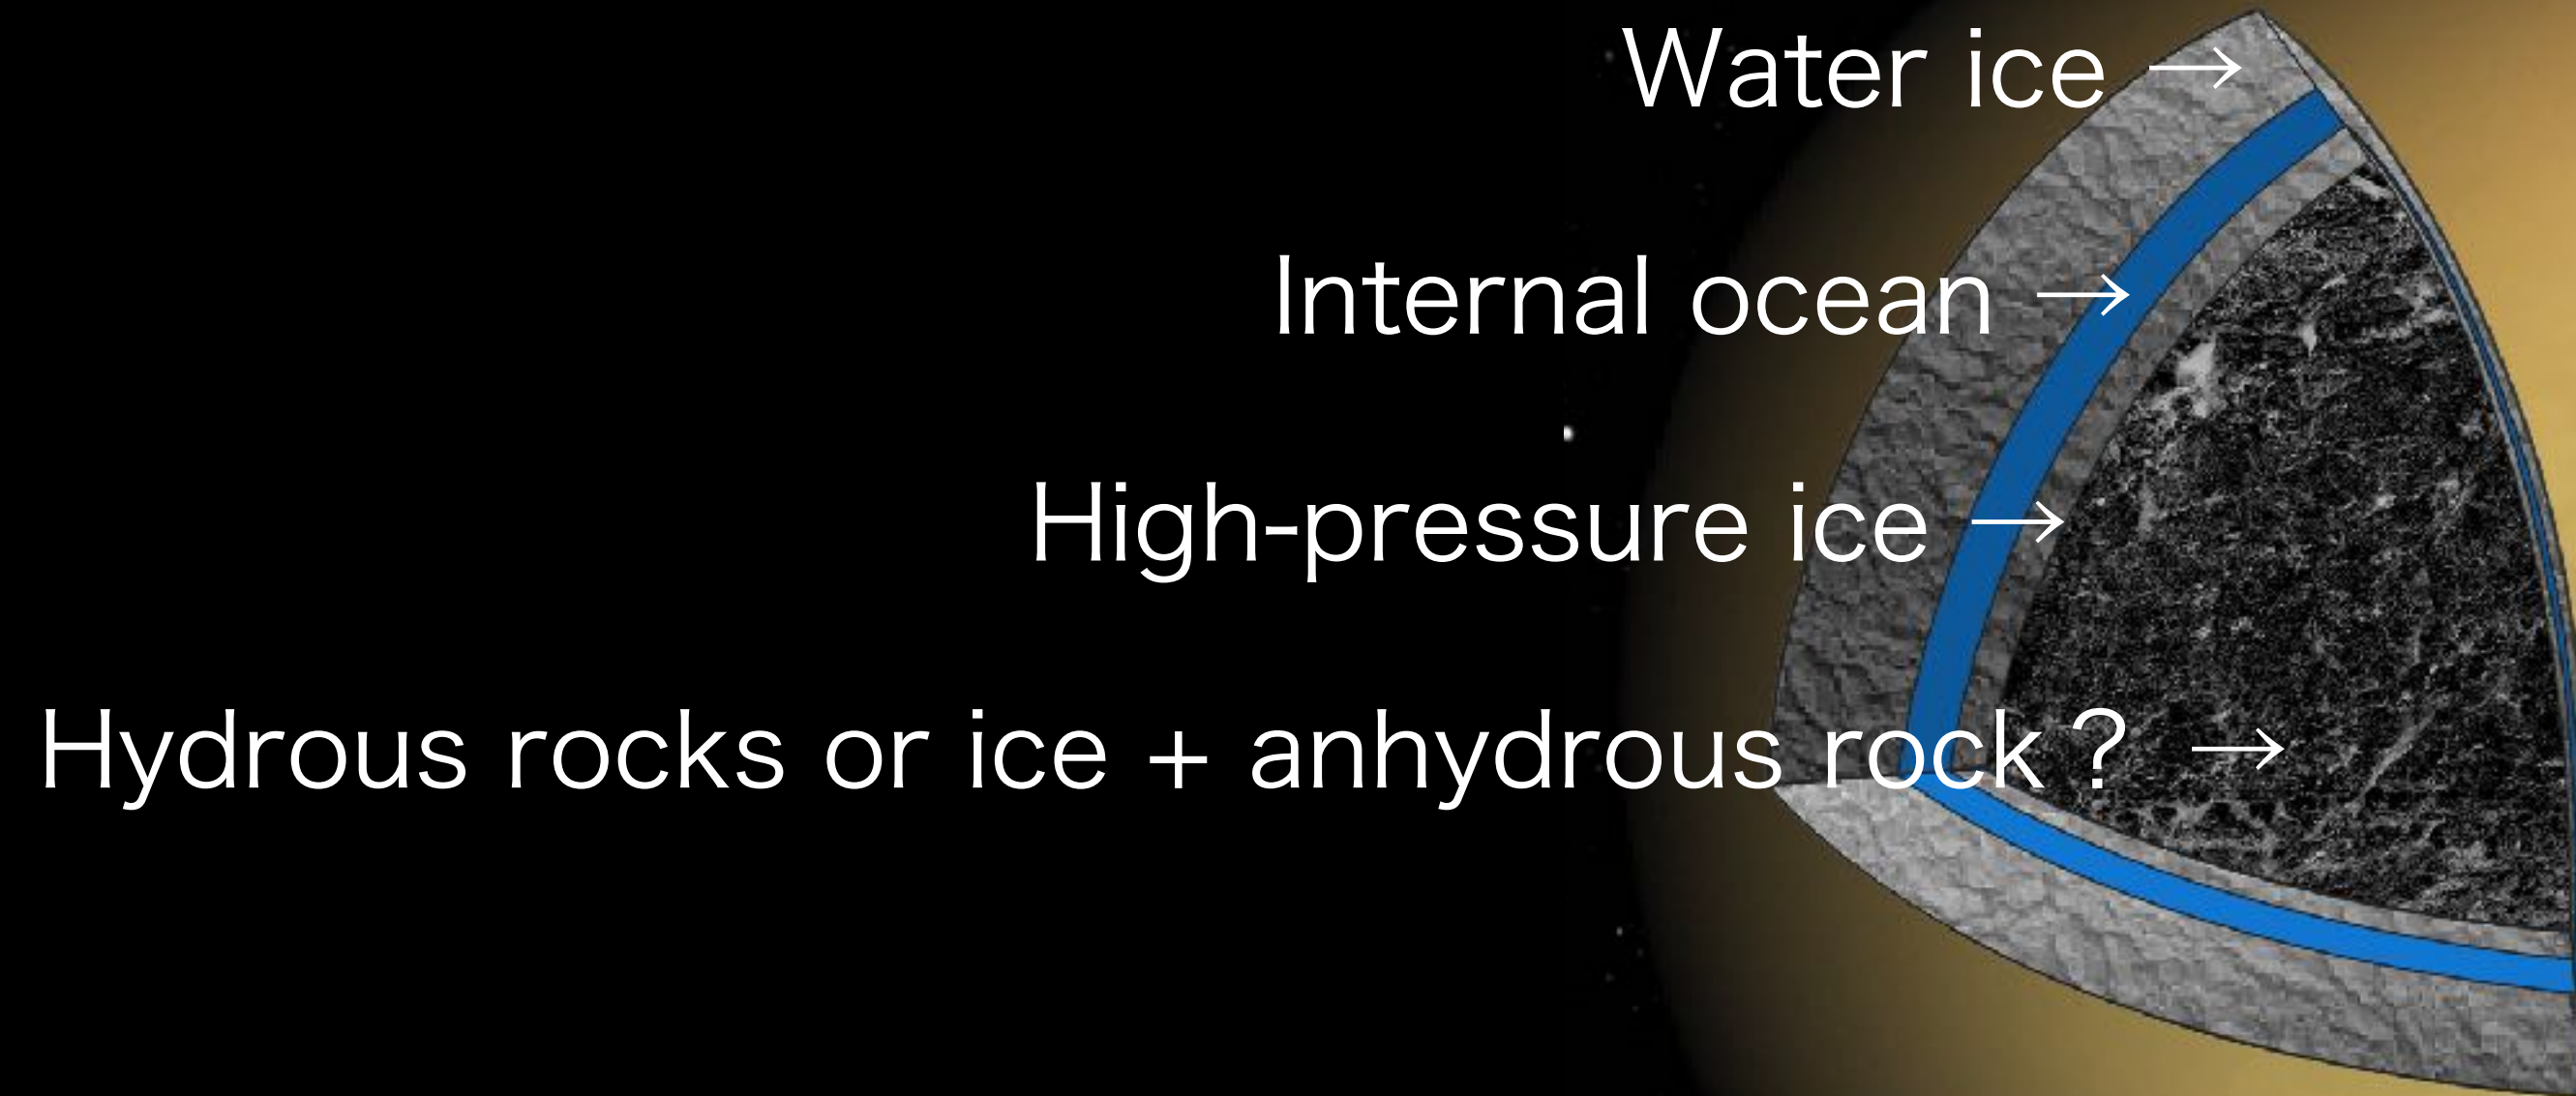 Water ice →
Internal ocean →
High-pressure ice →
Hydrous rocks or ice + anhydrous rock ? →